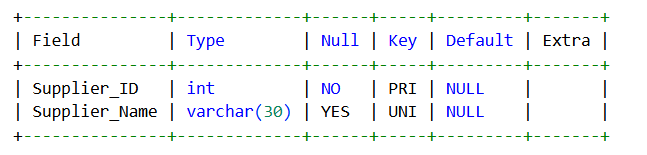 +---------------+-------------+------+-----+---------+-------+
| Field         | Type        | Null | Key | Default | Extra |
+---------------+-------------+------+-----+---------+-------+
| Supplier_ID   | int         | NO   | PRI | NULL    |       |
| Supplier_Name | varchar(30) | YES  | UNI | NULL    |       |
+---------------+-------------+------+-----+---------+-------+